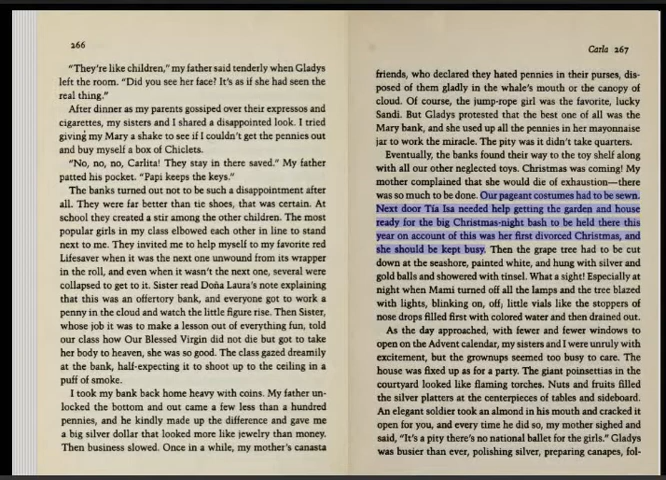 266
"They're like children," my father said tenderly when Gladys
left the room. "Did you see her face? It's as if she had seen the
real thing."
After dinner as my parents gossiped over their expressos and
cigarettes, my sisters and I shared a disappointed look. I tried
giving my Mary a shake to see if I couldn't get the pennies out
and buy myself a box of Chiclets.
"No, no, no, Carlita! They stay in there saved." My father
patted his pocket. "Papi keeps the keys."
The banks turned out not to be such a disappointment after
all. They were far better than tie shoes, that was certain. At
school they created a stir among the other children. The most
popular girls in my class elbowed each other in line to stand
next to me. They invited me to help myself to my favorite red
Lifesaver when it was the next one unwound from its wrapper
in the roll, and even when it wasn't the next one, several were
collapsed to get to it. Sister read Doña Laura's note explaining
that this was an offertory bank, and everyone got to work a
penny in the cloud and watch the little figure rise. Then Sister,
whose job it was to make a lesson out of everything fun, told
our class how Our Blessed Virgin did not die but got to take
her body to heaven, she was so good. The class gazed dreamily
at the bank, half-expecting it to shoot up to the ceiling in a
puff of smoke.
I took my bank back home heavy with coins. My father un-
locked the bottom and out came a few less than a hundred
pennies, and he kindly made up the difference and gave me
a big silver dollar that looked more like jewelry than money.
Then business slowed. Once in a while, my mother's canasta
Carla 267
friends, who declared they hated pennies in their purses, dis-
posed of them gladly in the whale's mouth or the canopy of
cloud. Of course, the jump-rope girl was the favorite, lucky
Sandi. But Gladys protested that the best one of all was the
Mary bank, and she used up all the pennies in her mayonnaise
jar to work the miracle. The pity was it didn't take quarters.
Eventually, the banks found their way to the toy shelf along
with all our other neglected toys. Christmas was coming! My
mother complained that she would die of exhaustion—there
was so much to be done. Our pageant costumes had to be sewn.
Next door Tía Isa needed help getting the garden and house
ready for the big Christmas-night bash to be held there this
year on account of this was her first divorced Christmas, and
she should be kept busy. Then the grape tree had to be cut
down at the seashore, painted white, and hung with silver and
gold balls and showered with tinsel. What a sight! Especially at
night when Mami turned off all the lamps and the tree blazed
with lights, blinking on, off; little vials like the stoppers of
nose drops filled first with colored water and then drained out.
As the day approached, with fewer and fewer windows to
open on the Advent calendar, my sisters and I were unruly with
excitement, but the grownups seemed too busy to care. The
house was fixed up as for a party. The giant poinsettias in the
courtyard looked like flaming torches. Nuts and fruits filled
the silver platters at the centerpieces of tables and sideboard.
An elegant soldier took an almond in his mouth and cracked it
open for you, and every time he did so, my mother sighed and
said, "It's a pity there's no national ballet for the girls." Gladys
was busier than ever, polishing silver, preparing canapes, fol-